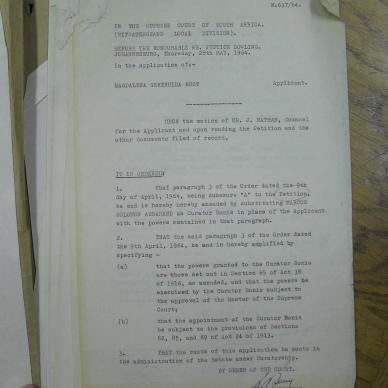 M.637/64.
IN THE SUPREME COURT OF SOUTH AFRICA.
(WITWATERSRAND LOCAL DIVISION).
BEFORE THE HONOURABLE MR. JUSTICE DOWLING.
JOHANNESBURG, Thursday, 28th MAY, 1964.
In the application of:-
MAGDALENA GERTRUIDA Applicant.
UPON the motion of MR. J. NATHAN, Counsel
for the Applicant and upon reading the Petition and the
other documents filed of record,
IT IS ORDERED:
1. THAT paragraph 3 of the Order dated the 9th
day of April, 1964, being Annexure "A" to the Petition,
be and is hereby amended by substituting
SOLOMON as Curator Bonis in place of the Applicant
with the powers contained in that paragraph.
2. THAT the said paragraph 3 of the Order dated
the 9th April, 1964, be and is hereby amplified by
specifying -
(a) that the powers granted to the Curator Bonis
are those set out in Section 65 of Act 38
of 1916, as amended, and that the powers be
exercised by the Curator Bonis subject to
the approval of the Master of the Supreme
Court;
(b) that the appointment of the Curator Bonis
be subject to the provisions of Sections
82, 85, and of Act 24 of 1913.
3. THAT the costs of this application be costs in
the administration of the Estate under Curatorship.
BY ORDER OF THE COURT.